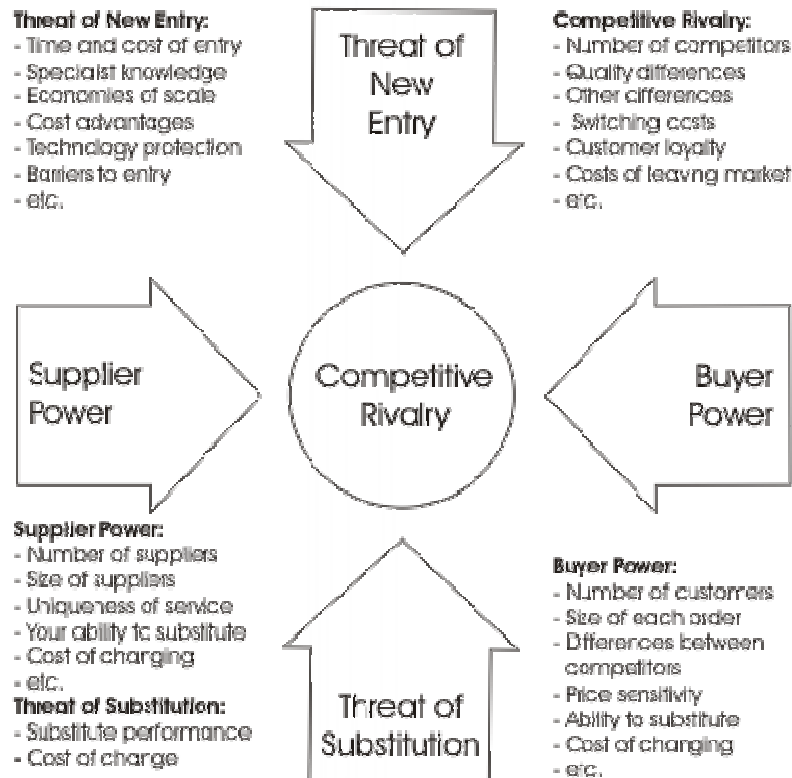 Threat of New Entry:
- Time and cost of entry
- Specialist knowledge
- Economies of scale
- Cost advantages
- Technology protection
- Barriers to entry
- etc.
Threat of
New
Entry
Competitive Rivalry:
- Number of competitors
- Quality differences
- Other differences
- Switching costs
- Customer loyalty
- Costs of leaving market
- etc.
Supplier
Power
Competitive
Rivalry
Buyer
Power
Supplier Power:
- Number of suppliers
- Size of suppliers
- Uniqueness of service
- Your ability to substitute
- Cost of changing
- etc.
Threat of Substitution:
- Substitute performance
- Cost of change
Threat of
Substitution
Buyer Power:
- Number of customers
- Size of each order
- Differences between
competitors
- Price sensitivity
- Ability to substitute
- Cost of changing
- etc.